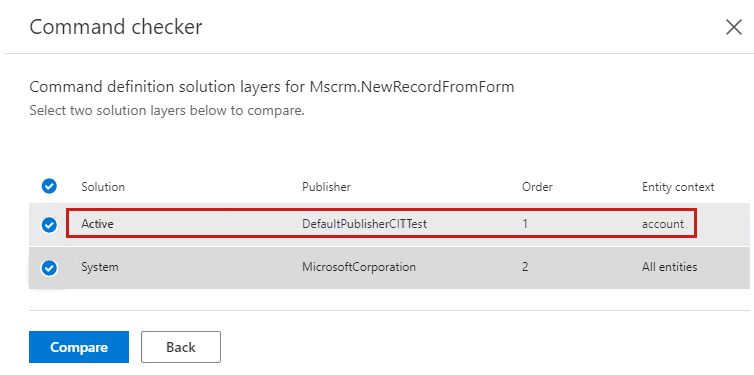 Command checker
Command definition solution layers for Mscrm.NewRecordFromForm
Select two solution layers below to compare.
Solution Publisher Order Entity context
Active DefaultPublisherCITTest 1 account
System MicrosoftCorporation 2 All entities
Compare Back